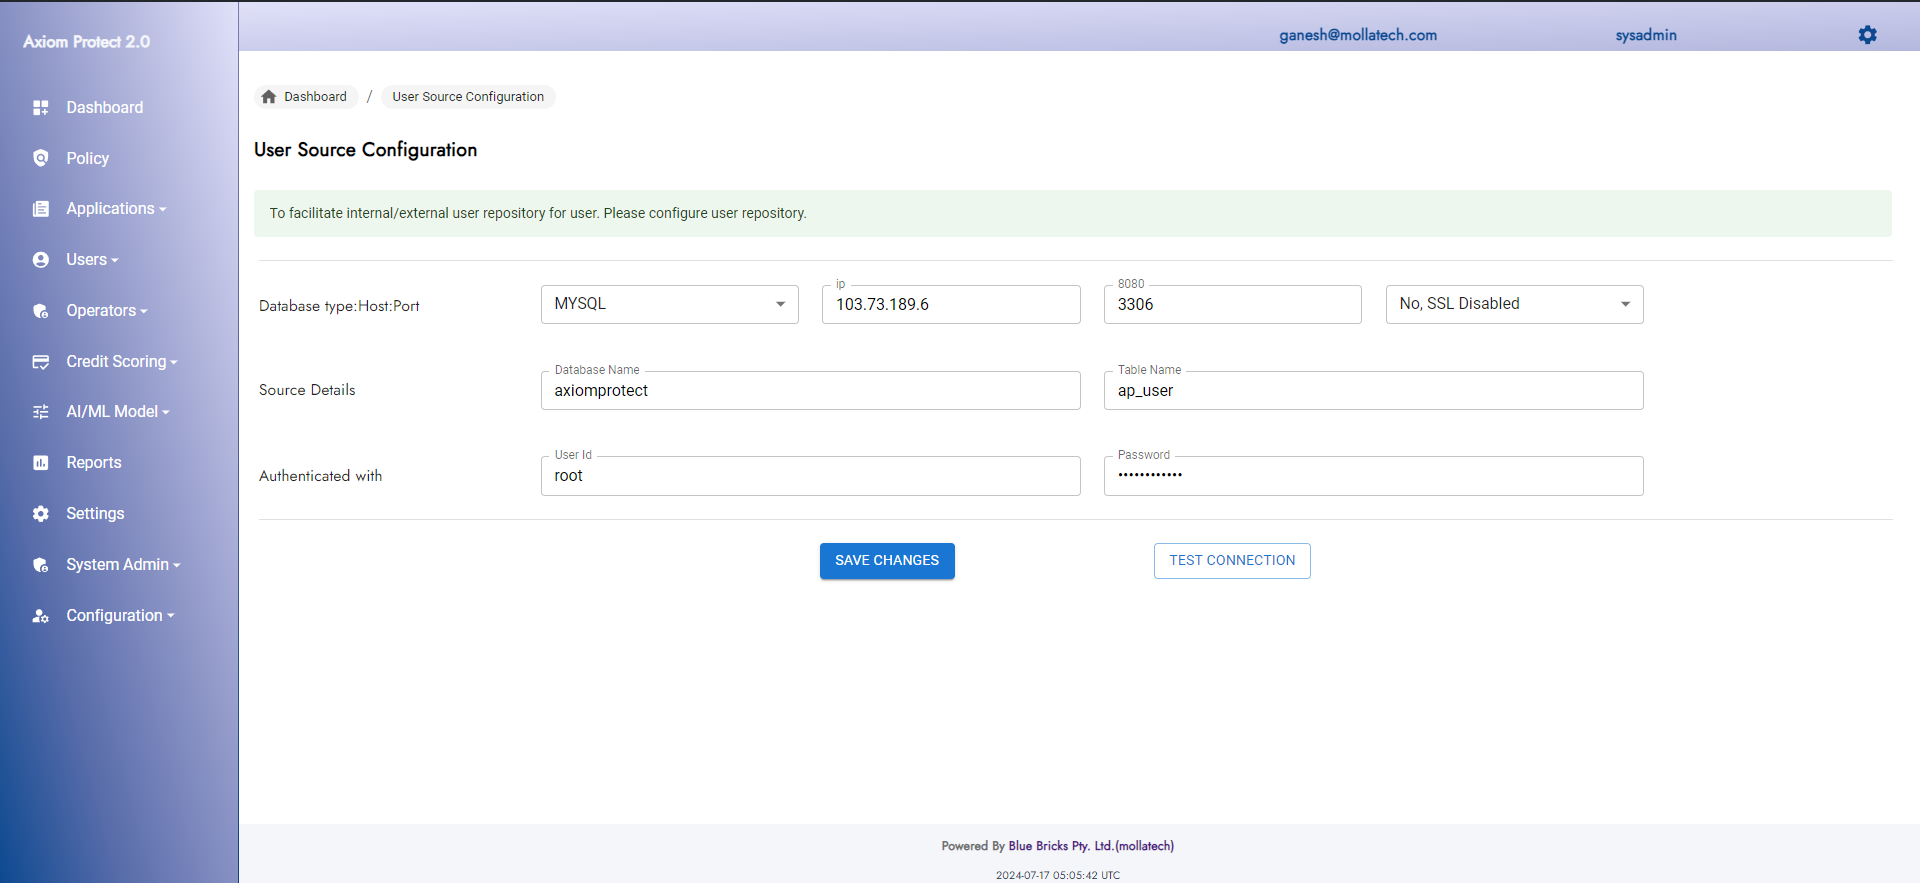 Axiom Protect 2.0
ganesh@mollatech.com
sysadmin
Dashboard
Policy
Applications
Users
Operators
Credit Scoring
AI/ML Model
Reports
Settings
System Admin
Configuration
Dashboard / User Source Configuration
User Source Configuration
To facilitate internal/external user repository for user. Please configure user repository.
Database type:Host:Port
MYSQL
ip
103.73.189.6
8080
3306
No, SSL Disabled
Source Details
Database Name
axiomprotect
Table Name
ap_user
Authenticated with
User Id
root
Password
••••••••••••
SAVE CHANGES
TEST CONNECTION
Powered By Blue Bricks Pty. Ltd.(mollatech)
2024-07-17 05:05:42 UTC